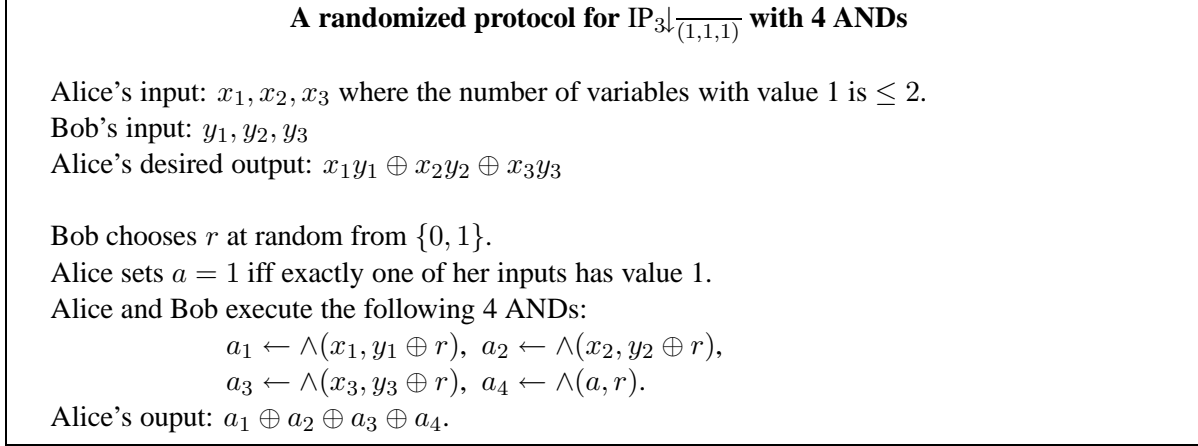 A randomized protocol for IP₃↓_{\overline{(1,1,1)}} with 4 ANDs
Alice's input: x₁, x₂, x₃ where the number of variables with value 1 is ≤ 2.
Bob's input: y₁, y₂, y₃
Alice's desired output: x₁y₁ ⊕ x₂y₂ ⊕ x₃y₃
Bob chooses r at random from {0, 1}.
Alice sets a = 1 iff exactly one of her inputs has value 1.
Alice and Bob execute the following 4 ANDs:
a₁ ← ∧(x₁, y₁ ⊕ r), a₂ ← ∧(x₂, y₂ ⊕ r),
a₃ ← ∧(x₃, y₃ ⊕ r), a₄ ← ∧(a, r).
Alice's ouput: a₁ ⊕ a₂ ⊕ a₃ ⊕ a₄.